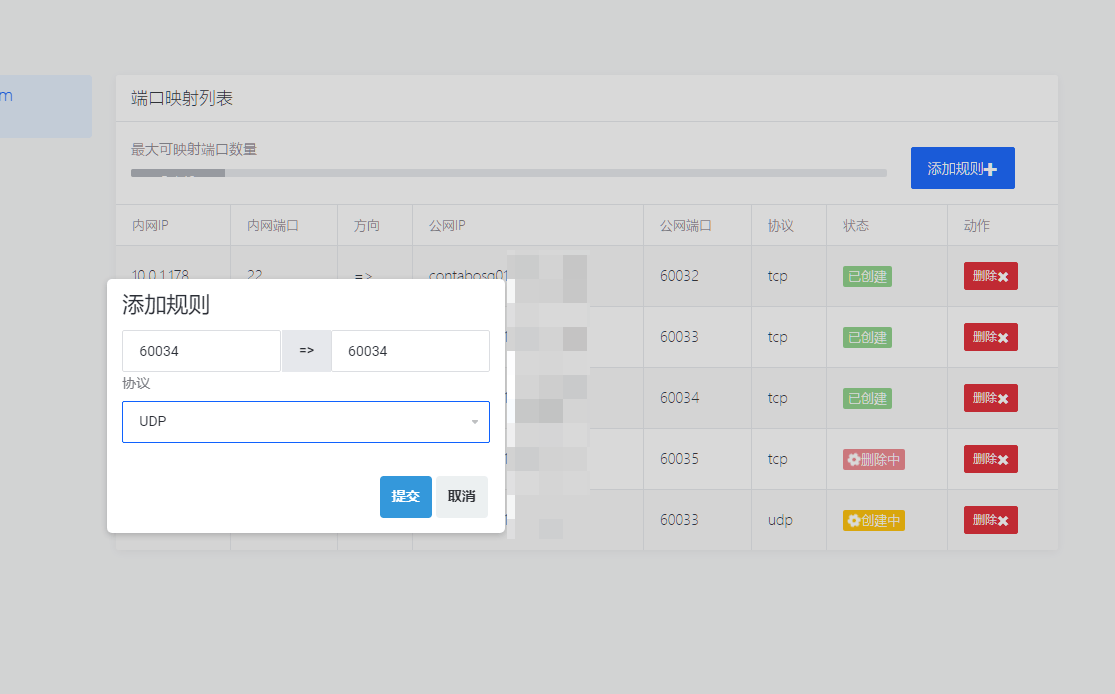 m
端口映射列表
最大可映射端口数量
添加规则
内网IP 内网端口 方向 公网IP 公网端口 协议 状态 动作
10.0.1.178 22 => contabosg01 60032 tcp 已创建 删除
60033 tcp 已创建 删除
60034 tcp 已创建 删除
60035 tcp 删除中 删除
60033 udp 创建中 删除
添加规则
60034 => 60034
协议
UDP
提交 取消